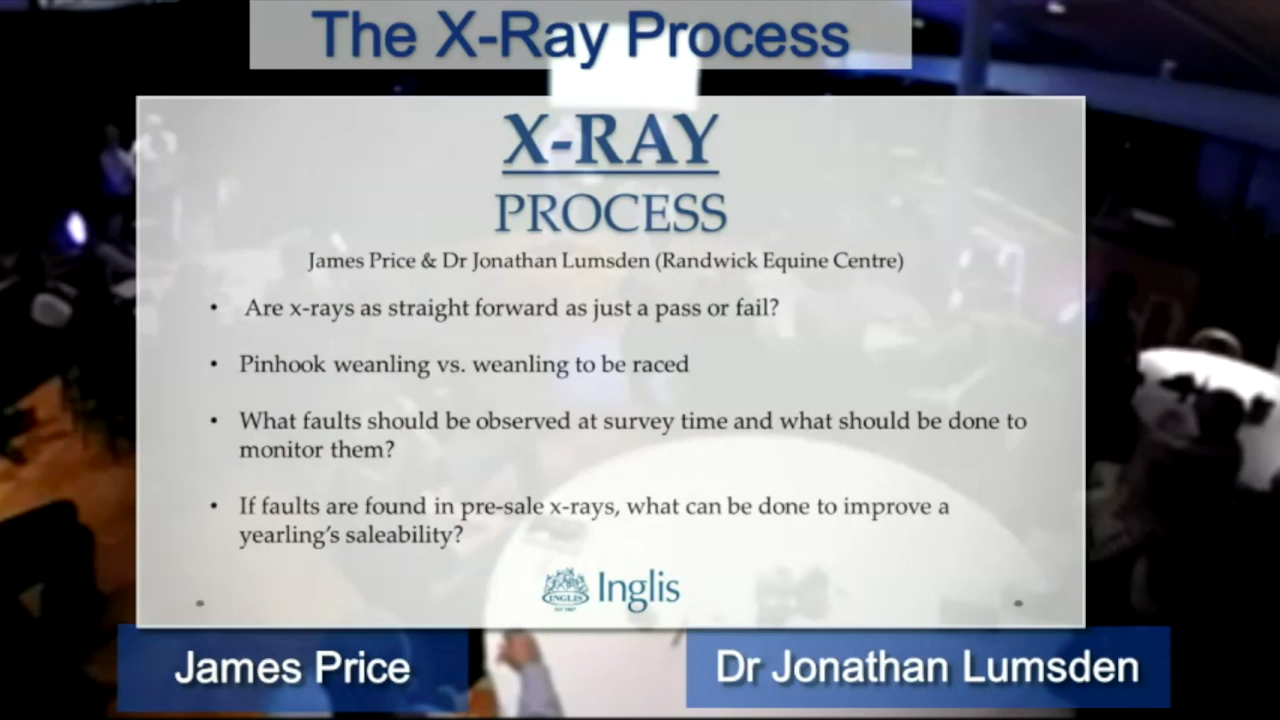 The X-Ray Process
X-RAY
PROCESS
James Price & Dr Jonathan Lumsden (Randwick Equine Centre)
• Are x-rays as straight forward as just a pass or fail?
• Pinhook weanling vs. weanling to be raced
• What faults should be observed at survey time and what should be done to
monitor them?
• If faults are found in pre-sale x-rays, what can be done to improve a
yearling's saleability?
INGLIS
Inglis
James Price
Dr Jonathan Lumsden